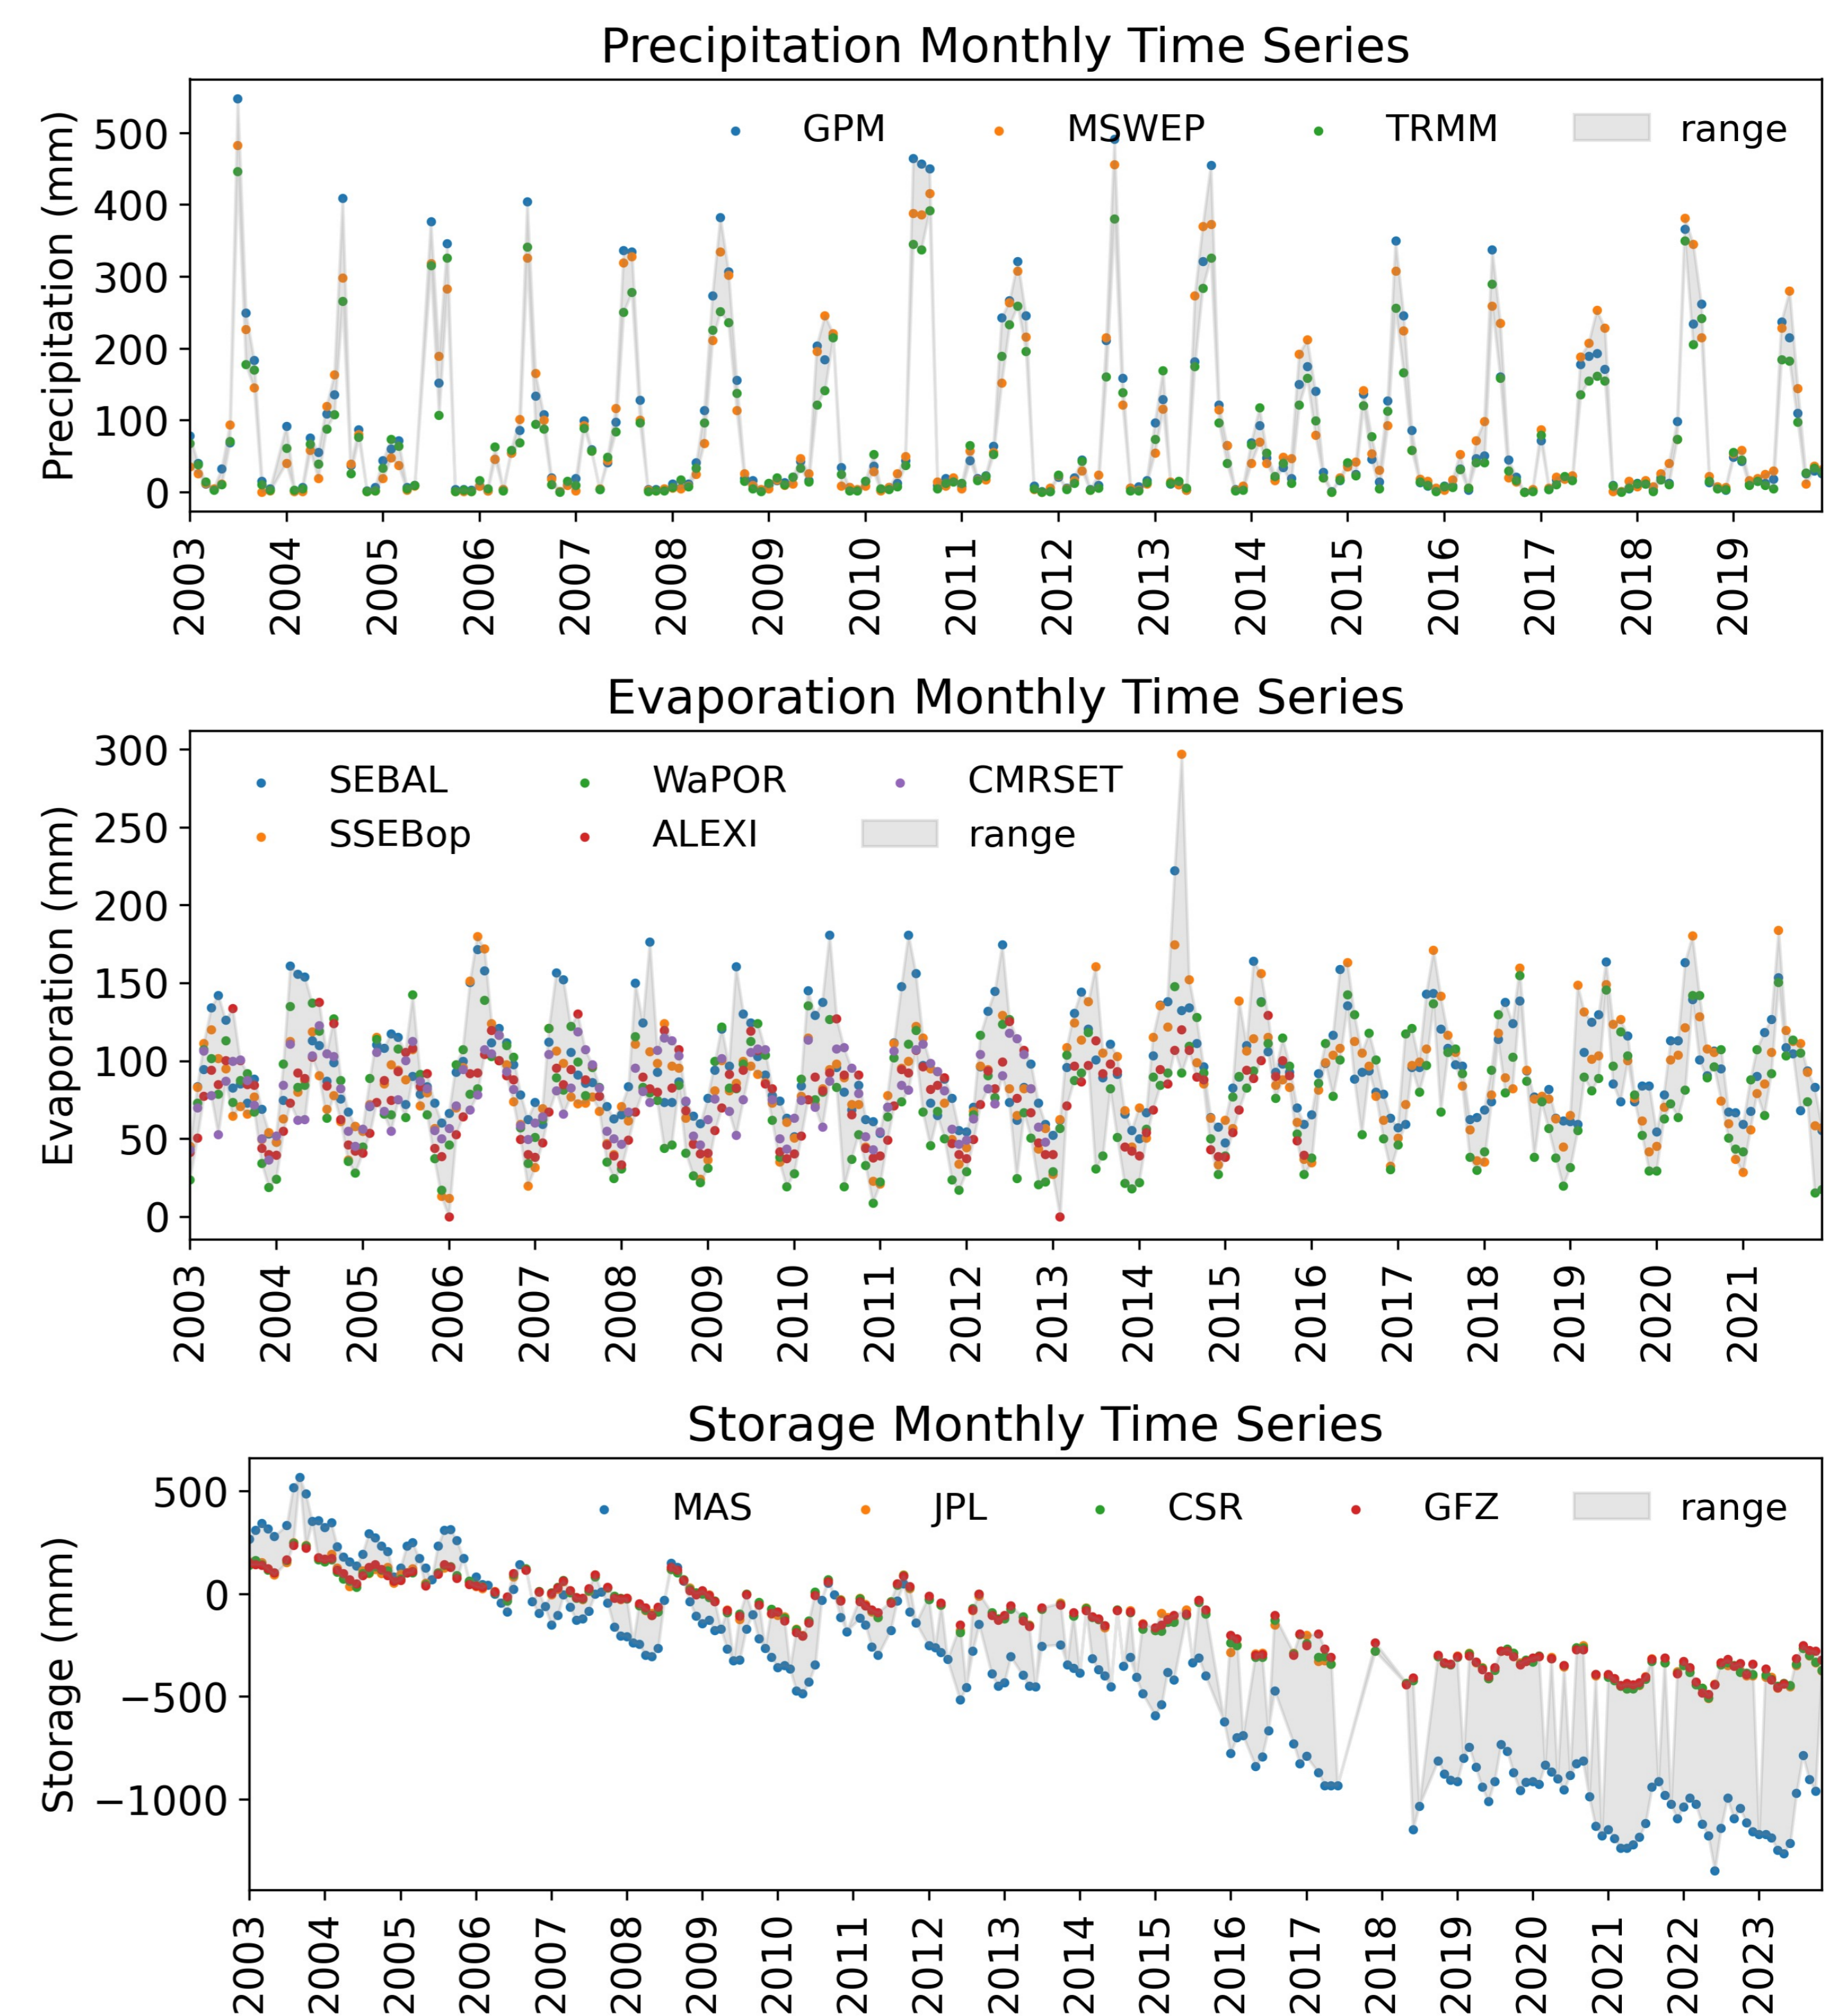 Precipitation Monthly Time Series
Precipitation (mm)
500
400
300
200
100
0
GPM MSWEP TRMM range
2003 2004 2005 2006 2007 2008 2009 2010 2011 2012 2013 2014 2015 2016 2017 2018 2019
Evaporation Monthly Time Series
Evaporation (mm)
300
250
200
150
100
50
0
SEBAL WaPOR CMRSET
SSEBop ALEXI range
2003 2004 2005 2006 2007 2008 2009 2010 2011 2012 2013 2014 2015 2016 2017 2018 2019 2020 2021
Storage Monthly Time Series
Storage (mm)
500
0
−500
−1000
MAS JPL CSR GFZ range
2003 2004 2005 2006 2007 2008 2009 2010 2011 2012 2013 2014 2015 2016 2017 2018 2019 2020 2021 2022 2023